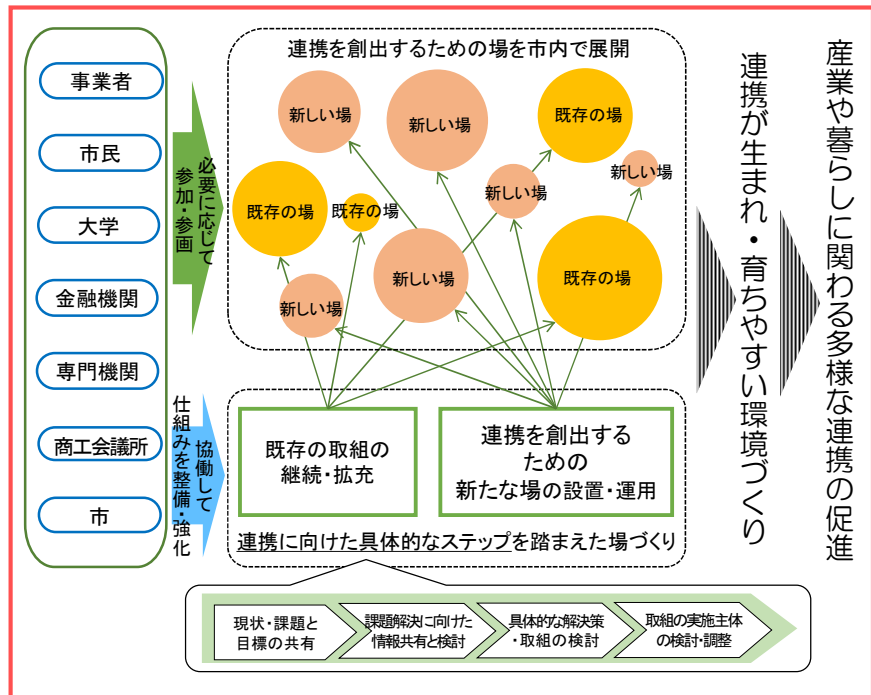 事業者
市民
大学
金融機関
専門機関
商工会議所
市
必要に応じて
参加・参画
協働して
仕組みを整備・強化
連携を創出するための場を市内で展開
新しい場
新しい場
既存の場
新しい場
新しい場
既存の場
既存の場
新しい場
既存の場
新しい場
既存の取組の
継続・拡充
連携を創出する
ための
新たな場の設置・運用
連携に向けた具体的なステップを踏まえた場づくり
現状・課題と
目標の共有
課題解決に向けた
情報共有と検討
具体的な解決策
・取組の検討
取組の実施主体
の検討・調整
連携が生まれ・育ちやすい環境づくり
産業や暮らしに関わる多様な連携の促進